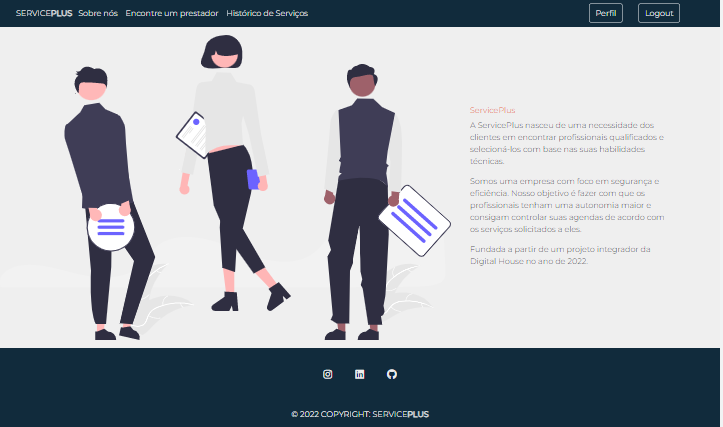 SERVICEPLUS Sobre nós Encontre um prestador Histórico de Serviços Perfil Logout
ServicePlus
A ServicePlus nasceu de uma necessidade dos
clientes em encontrar profissionais qualificados e
selecioná-los com base nas suas habilidades
técnicas.
Somos uma empresa com foco em segurança e
eficiência. Nosso objetivo é fazer com que os
profissionais tenham uma autonomia maior e
consigam controlar suas agendas de acordo com
os serviços solicitados a eles.
Fundada a partir de um projeto integrador da
Digital House no ano de 2022.
© 2022 COPYRIGHT: SERVICEPLUS